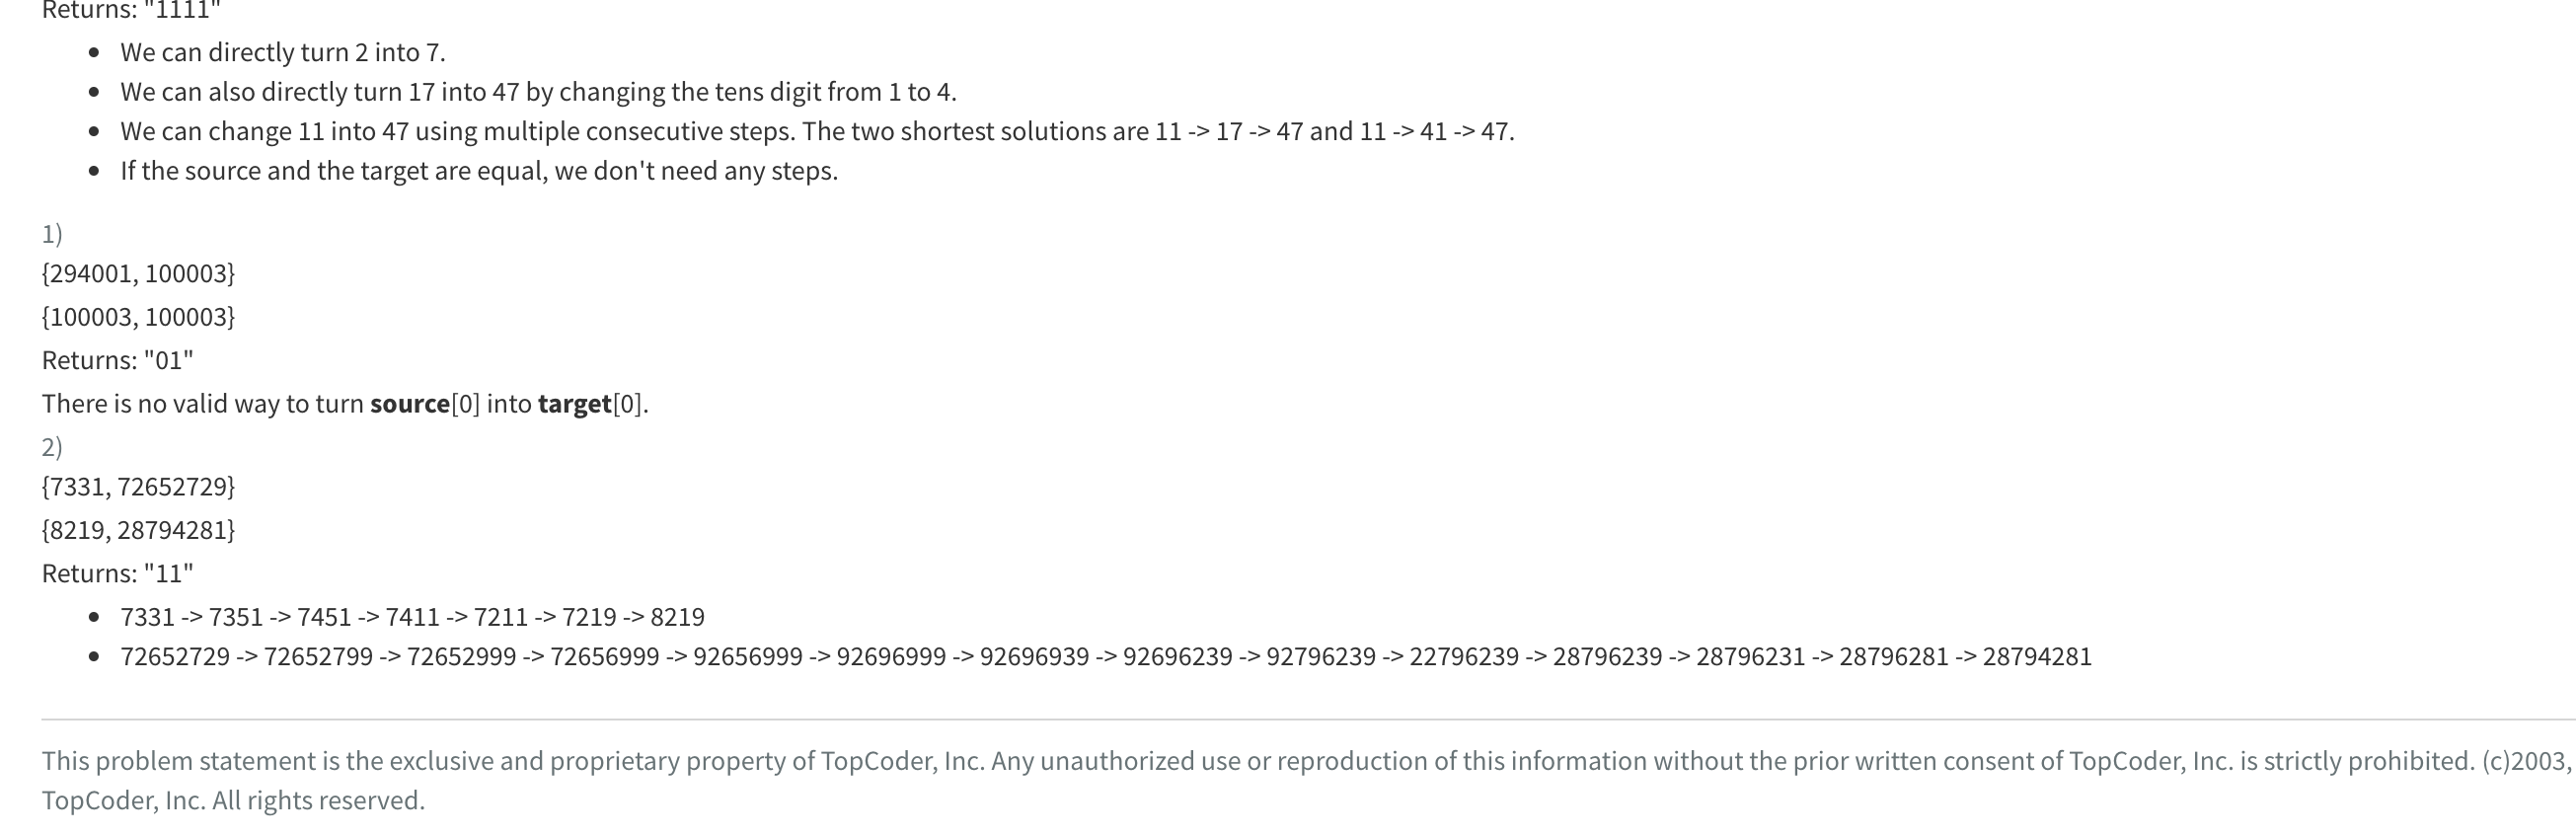 Returns: "1111"
• We can directly turn 2 into 7.
• We can also directly turn 17 into 47 by changing the tens digit from 1 to 4.
• We can change 11 into 47 using multiple consecutive steps. The two shortest solutions are 11 -> 17 -> 47 and 11 -> 41 -> 47.
• If the source and the target are equal, we don't need any steps.
1)
{294001, 100003}
{100003, 100003}
Returns: "01"
There is no valid way to turn source[0] into target[0].
2)
{7331, 72652729}
{8219, 28794281}
Returns: "11"
• 7331 -> 7351 -> 7451 -> 7411 -> 7211 -> 7219 -> 8219
• 72652729 -> 72652799 -> 72652999 -> 72656999 -> 92656999 -> 92696999 -> 92696939 -> 92696239 -> 92796239 -> 22796239 -> 28796239 -> 28796231 -> 28796281 -> 28794281
This problem statement is the exclusive and proprietary property of TopCoder, Inc. Any unauthorized use or reproduction of this information without the prior written consent of TopCoder, Inc. is strictly prohibited. (c)2003,
TopCoder, Inc. All rights reserved.